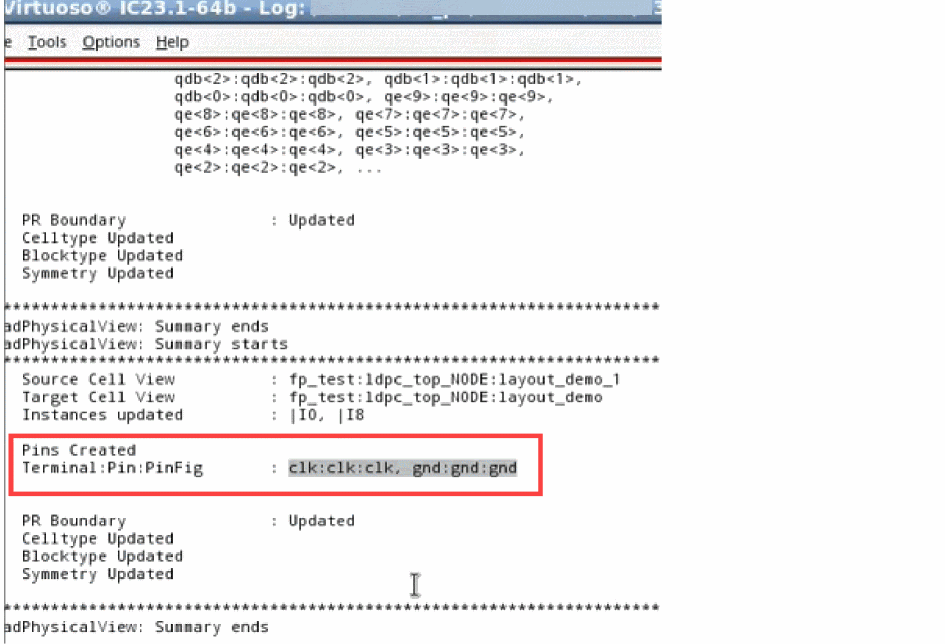 Virtuoso® IC23.1-64b - Log:
e Tools Options Help
qdb<2>:qdb<2>:qdb<2>, qdb<1>:qdb<1>:qdb<1>,
qdb<0>:qdb<0>:qdb<0>, qe<9>:qe<9>:qe<9>,
qe<8>:qe<8>:qe<8>, qe<7>:qe<7>:qe<7>,
qe<6>:qe<6>:qe<6>, qe<5>:qe<5>:qe<5>,
qe<4>:qe<4>:qe<4>, qe<3>:qe<3>:qe<3>,
qe<2>:qe<2>:qe<2>, ...
PR Boundary : Updated
Celltype Updated
Blocktype Updated
Symmetry Updated
*******************************************************************************
adPhysicalView: Summary ends
adPhysicalView: Summary starts
*******************************************************************************
Source Cell View : fp_test:ldpc_top_NODE:layout_demo_1
Target Cell View : fp_test:ldpc_top_NODE:layout_demo
Instances updated : |I0, |I8
Pins Created
Terminal:Pin:PinFig : clk:clk:clk, gnd:gnd:gnd
PR Boundary : Updated
Celltype Updated
Blocktype Updated
Symmetry Updated
*******************************************************************************
adPhysicalView: Summary ends